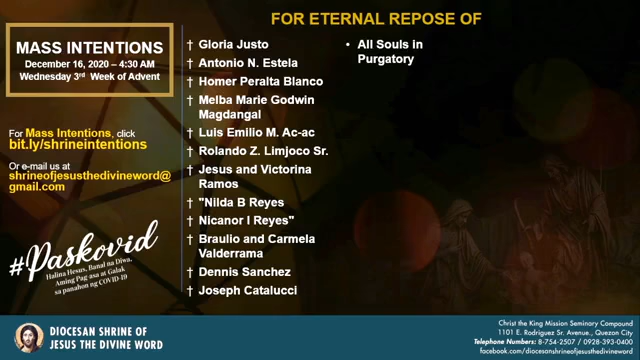 FOR ETERNAL REPOSE OF
MASS INTENTIONS
December 16, 2020 – 4:30 AM
Wednesday 3rd Week of Advent
For Mass Intentions, click
bit.ly/shrineintentions
Or e-mail us at
shrineofjesusthedivineword@
gmail.com
#Paskovid
Halina Hesus, Banal na Diwa,
Aming Pag-asa at Galak
sa panahon ng COVID-19
† Gloria Justo
† Antonio N. Estela
† Homer Peralta Blanco
† Melba Marie Godwin
Magdangal
† Luis Emilio M. Ac-ac
† Rolando Z. Limjoco Sr.
† Jesus and Victorina
Ramos
† "Nilda B Reyes
† Nicanor I Reyes"
† Braulio and Carmela
Valderrama
† Dennis Sanchez
† Joseph Catalucci
• All Souls in
Purgatory
DIOCESAN SHRINE OF
JESUS THE DIVINE WORD
Christ the King Mission Seminary Compound
1101 E. Rodriguez Sr. Avenue., Quezon City
Telephone Numbers: 8-754-2507 / 0928-393-0400
facebook.com/diocesanshrineofjesusthedivineword